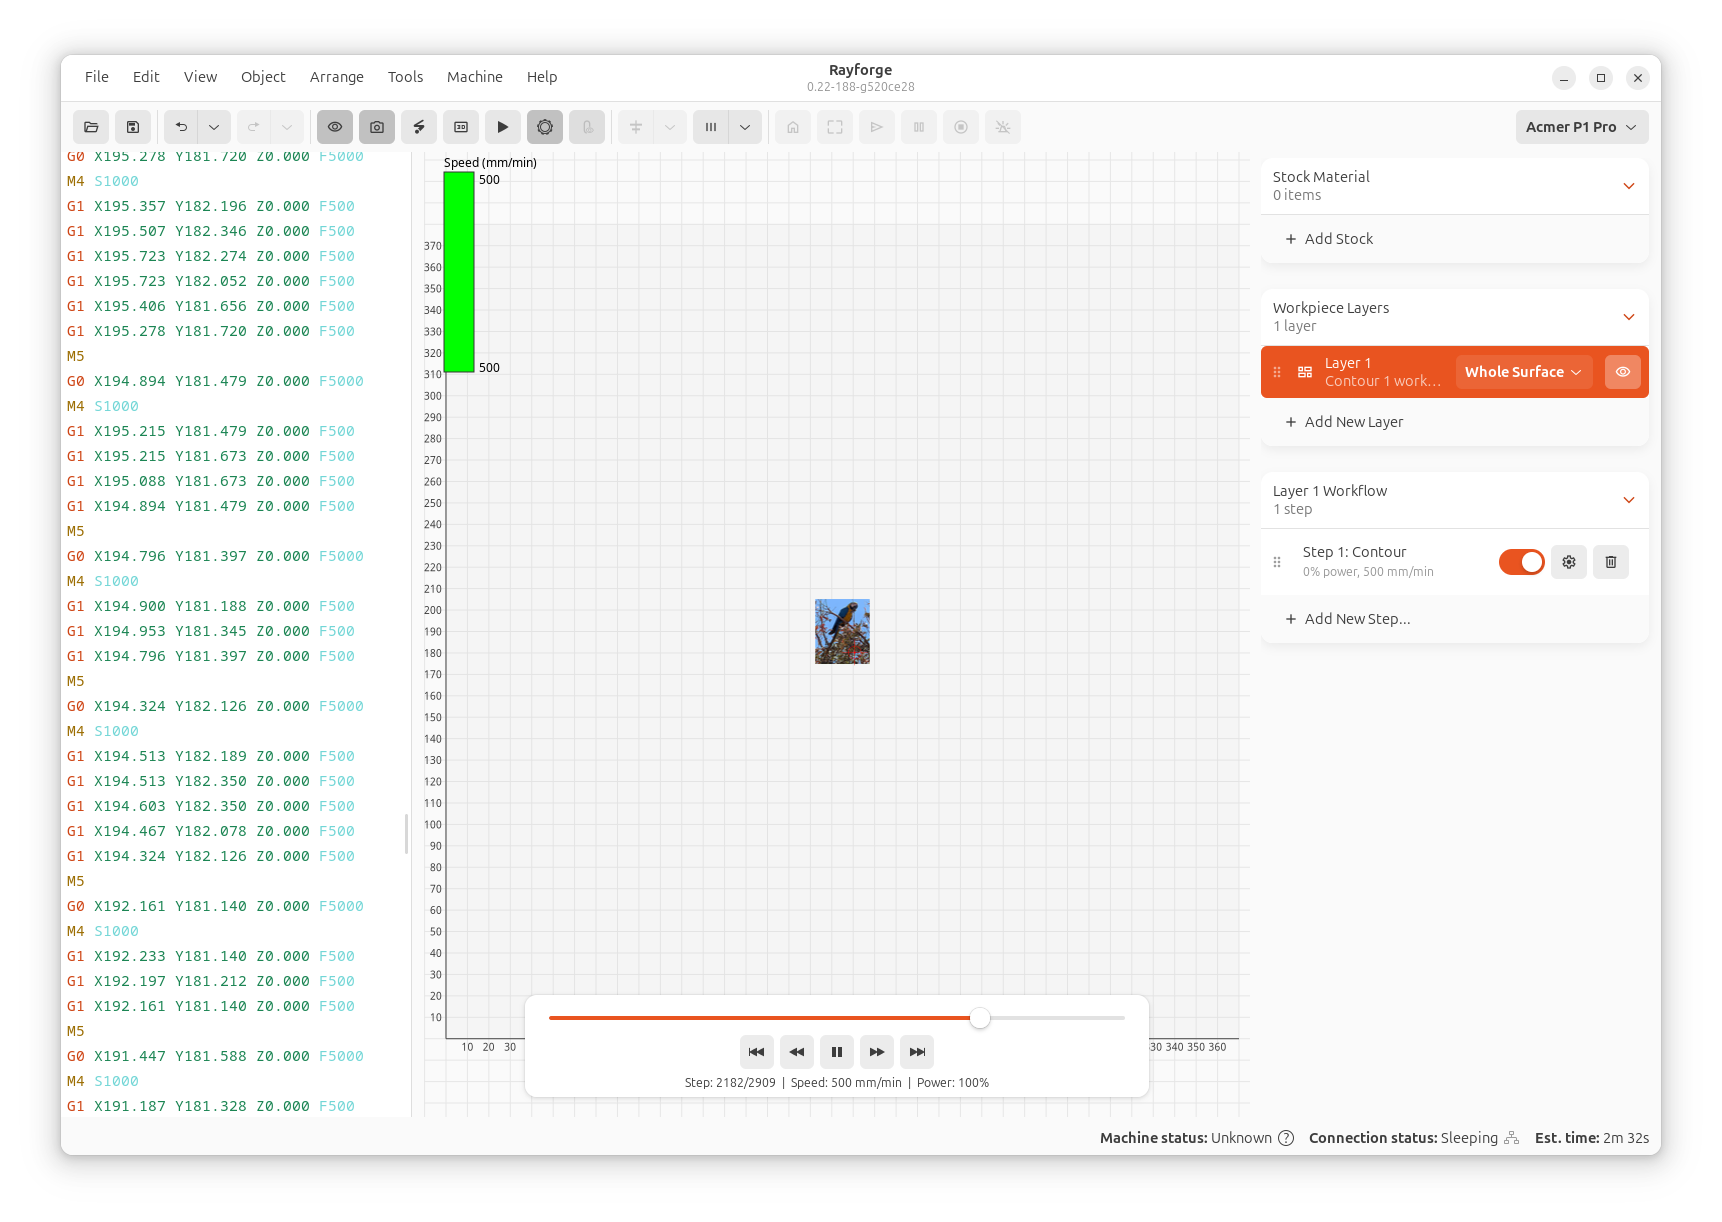 Rayforge
0.22-188-g520ce28
File Edit View Object Arrange Tools Machine Help
Acmer P1 Pro
G0 X195.278 Y181.720 Z0.000 F5000
M4 S1000
G1 X195.357 Y182.196 Z0.000 F500
G1 X195.507 Y182.346 Z0.000 F500
G1 X195.723 Y182.274 Z0.000 F500
G1 X195.723 Y182.052 Z0.000 F500
G1 X195.406 Y181.656 Z0.000 F500
G1 X195.278 Y181.720 Z0.000 F500
M5
G0 X194.894 Y181.479 Z0.000 F5000
M4 S1000
G1 X195.215 Y181.479 Z0.000 F500
G1 X195.215 Y181.673 Z0.000 F500
G1 X195.088 Y181.673 Z0.000 F500
G1 X194.894 Y181.479 Z0.000 F500
M5
G0 X194.796 Y181.397 Z0.000 F5000
M4 S1000
G1 X194.900 Y181.188 Z0.000 F500
G1 X194.953 Y181.345 Z0.000 F500
G1 X194.796 Y181.397 Z0.000 F500
M5
G0 X194.324 Y182.126 Z0.000 F5000
M4 S1000
G1 X194.513 Y182.189 Z0.000 F500
G1 X194.513 Y182.350 Z0.000 F500
G1 X194.603 Y182.350 Z0.000 F500
G1 X194.467 Y182.078 Z0.000 F500
G1 X194.324 Y182.126 Z0.000 F500
M5
G0 X192.161 Y181.140 Z0.000 F5000
M4 S1000
G1 X192.233 Y181.140 Z0.000 F500
G1 X192.197 Y181.212 Z0.000 F500
G1 X192.161 Y181.140 Z0.000 F500
M5
G0 X191.447 Y181.588 Z0.000 F5000
M4 S1000
G1 X191.187 Y181.328 Z0.000 F500
Speed (mm/min)
500
500
370
360
350
340
330
320
310
300
290
280
270
260
250
240
230
220
210
200
190
180
170
160
150
140
130
120
110
100
90
80
70
60
50
40
30
20
10
10 20 30 30 340 350 360
Step: 2182/2909 | Speed: 500 mm/min | Power: 100%
Stock Material
0 items
Add Stock
Workpiece Layers
1 layer
Layer 1
Contour 1 work…
Whole Surface
Add New Layer
Layer 1 Workflow
1 step
Step 1: Contour
0% power, 500 mm/min
Add New Step...
Machine status: Unknown Connection status: Sleeping Est. time: 2m 32s